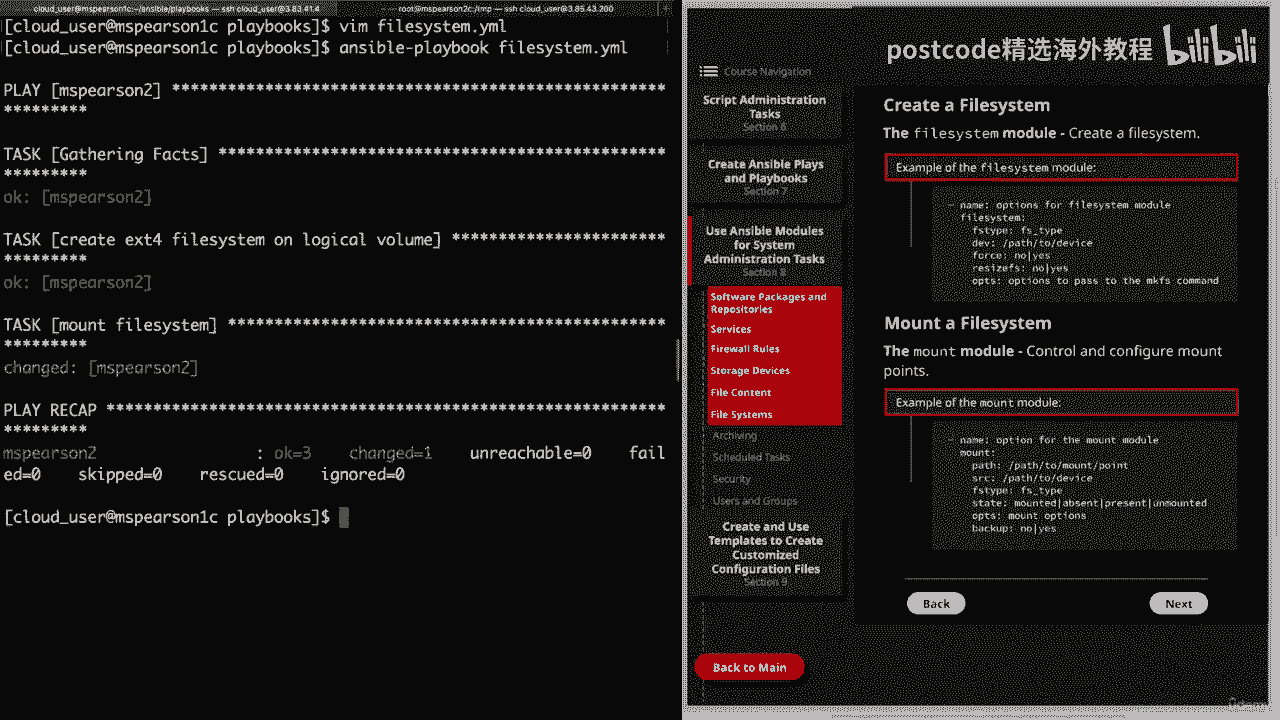 cloud_user@mspearson1c:~/ansible/playbooks — ssh cloud_user@3.83.41.4
root@mspearson2c:/tmp — ssh cloud_user@3.85.43.200
[cloud_user@mspearson1c playbooks]$ vim filesystem.yml
[cloud_user@mspearson1c playbooks]$ ansible-playbook filesystem.yml
PLAY [mspearson2] ***********************************************
*********
TASK [Gathering Facts] ******************************************
*********
ok: [mspearson2]
TASK [create ext4 filesystem on logical volume] *******************
*********
ok: [mspearson2]
TASK [mount filesystem] *****************************************
*********
changed: [mspearson2]
PLAY RECAP ******************************************************
*********
mspearson2 : ok=3 changed=1 unreachable=0 fail
ed=0 skipped=0 rescued=0 ignored=0
[cloud_user@mspearson1c playbooks]$
postcode精选海外教程 bilibili
Course Navigation
Script Administration
Tasks
Section 6
Create Ansible Plays
and Playbooks
Section 7
Use Ansible Modules
for System
Administration Tasks
Section 8
Software Packages and
Repositories
Services
Firewall Rules
Storage Devices
File Content
File Systems
Archiving
Scheduled Tasks
Security
Users and Groups
Create and Use
Templates to Create
Customized
Configuration Files
Section 9
Back to Main
Create a Filesystem
The filesystem module - Create a filesystem.
Example of the filesystem module:
- name: options for filesystem module
filesystem:
fstype: fs_type
dev: /path/to/device
force: no|yes
resizefs: no|yes
opts: options to pass to the mkfs command
Mount a Filesystem
The mount module - Control and configure mount
points.
Example of the mount module:
- name: option for the mount module
mount:
path: /path/to/mount/point
src: /path/to/device
fstype: fs_type
state: mounted|absent|present|unmounted
opts: mount options
backup: no|yes
Back
Next